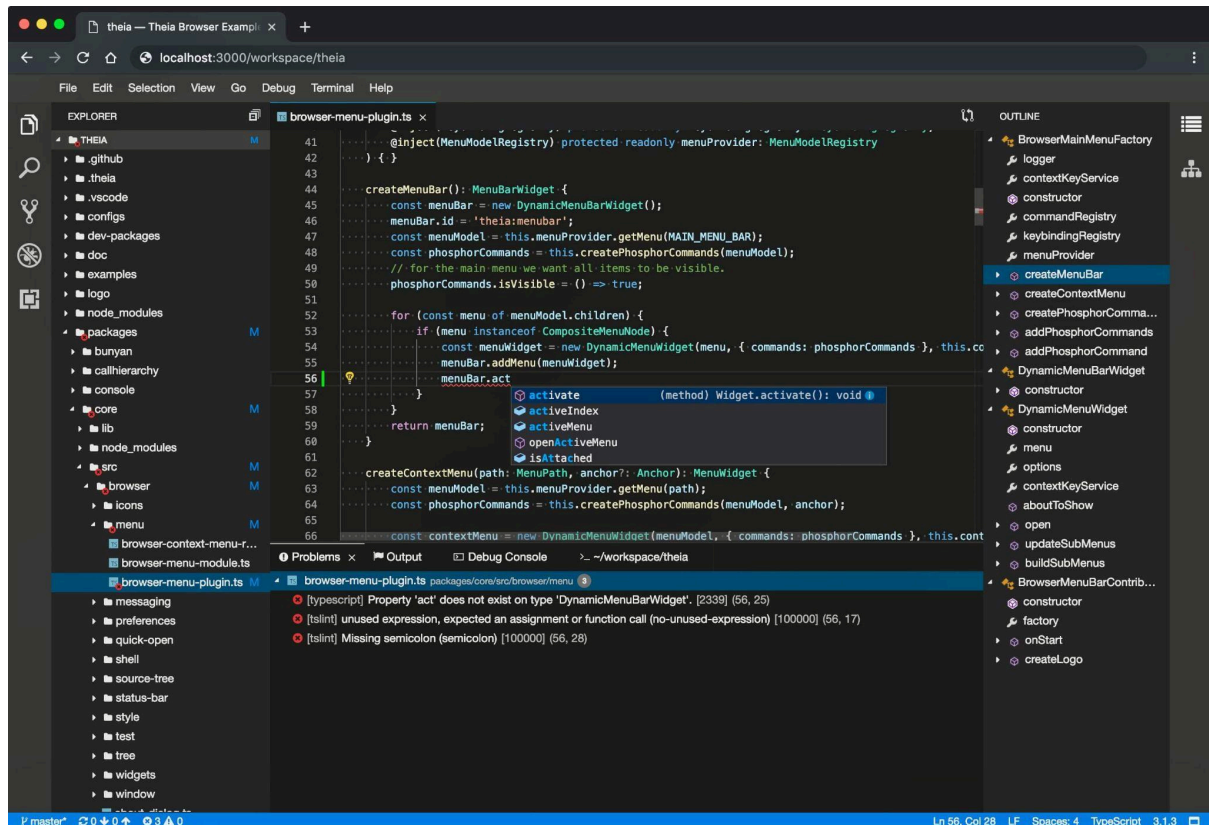 theia — Theia Browser Exampl
localhost:3000/workspace/theia
File Edit Selection View Go Debug Terminal Help
EXPLORER
THEIA M
.github
.theia
.vscode
configs
dev-packages
doc
examples
logo
node_modules
packages M
bunyan
callhierarchy
console
core M
lib
node_modules
src M
browser M
icons
menu M
browser-context-menu-r...
browser-menu-module.ts
browser-menu-plugin.ts M
messaging
preferences
quick-open
shell
source-tree
status-bar
style
test
tree
widgets
window
browser-menu-plugin.ts
41 @inject(MenuModelRegistry) protected readonly menuProvider: MenuModelRegistry
42 ) { }
43
44 createMenuBar(): MenuBarWidget {
45 const menuBar = new DynamicMenuBarWidget();
46 menuBar.id = 'theia:menubar';
47 const menuModel = this.menuProvider.getMenu(MAIN_MENU_BAR);
48 const phosphorCommands = this.createPhosphorCommands(menuModel);
49 // for the main menu we want all items to be visible.
50 phosphorCommands.isVisible = () => true;
51
52 for (const menu of menuModel.children) {
53 if (menu instanceof CompositeMenuNode) {
54 const menuWidget = new DynamicMenuWidget(menu, { commands: phosphorCommands }, this.co
55 menuBar.addMenu(menuWidget);
56 menuBar.act
57 }
58 }
59 return menuBar;
60 }
61
62 createContextMenu(path: MenuPath, anchor?: Anchor): MenuWidget {
63 const menuModel = this.menuProvider.getMenu(path);
64 const phosphorCommands = this.createPhosphorCommands(menuModel, anchor);
65
66 const contextMenu = new DynamicMenuWidget(menuModel, { commands: phosphorCommands }, this.cont
activate (method) Widget.activate(): void
activeIndex
activeMenu
openActiveMenu
isAttached
Problems Output Debug Console ~/workspace/theia
browser-menu-plugin.ts packages/core/src/browser/menu 3
[typescript] Property 'act' does not exist on type 'DynamicMenuBarWidget'. [2339] (56, 25)
[tslint] unused expression, expected an assignment or function call (no-unused-expression) [100000] (56, 17)
[tslint] Missing semicolon (semicolon) [100000] (56, 28)
OUTLINE
BrowserMainMenuFactory
logger
contextKeyService
constructor
commandRegistry
keybindingRegistry
menuProvider
createMenuBar
createContextMenu
createPhosphorComma...
addPhosphorCommands
addPhosphorCommand
DynamicMenuBarWidget
constructor
DynamicMenuWidget
constructor
menu
options
contextKeyService
aboutToShow
open
updateSubMenus
buildSubMenus
BrowserMenuBarContrib...
constructor
factory
onStart
createLogo
master* 0 0 3 0
Ln 56, Col 28 LF Spaces: 4 TypeScript 3.1.3